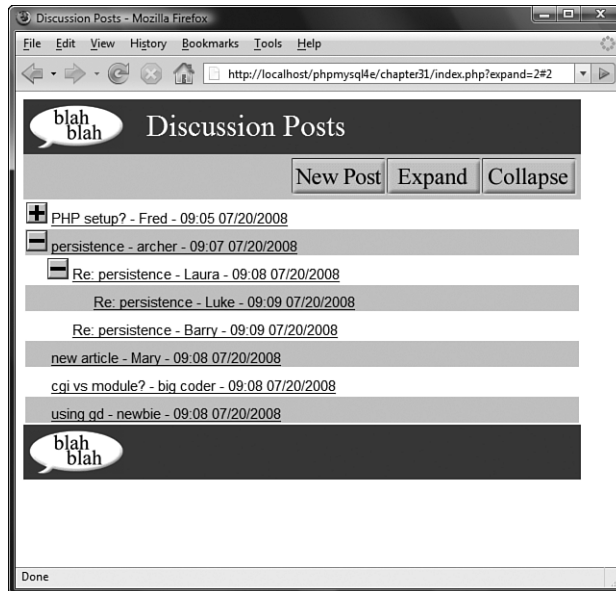 Discussion Posts - Mozilla Firefox
File Edit View History Bookmarks Tools Help
http://localhost/phpmysql4e/chapter31/index.php?expand=2#2
blah
blah
Discussion Posts
New Post Expand Collapse
PHP setup? - Fred - 09:05 07/20/2008
persistence - archer - 09:07 07/20/2008
Re: persistence - Laura - 09:08 07/20/2008
Re: persistence - Luke - 09:09 07/20/2008
Re: persistence - Barry - 09:09 07/20/2008
new article - Mary - 09:08 07/20/2008
cgi vs module? - big coder - 09:08 07/20/2008
using gd - newbie - 09:08 07/20/2008
blah
blah
Done